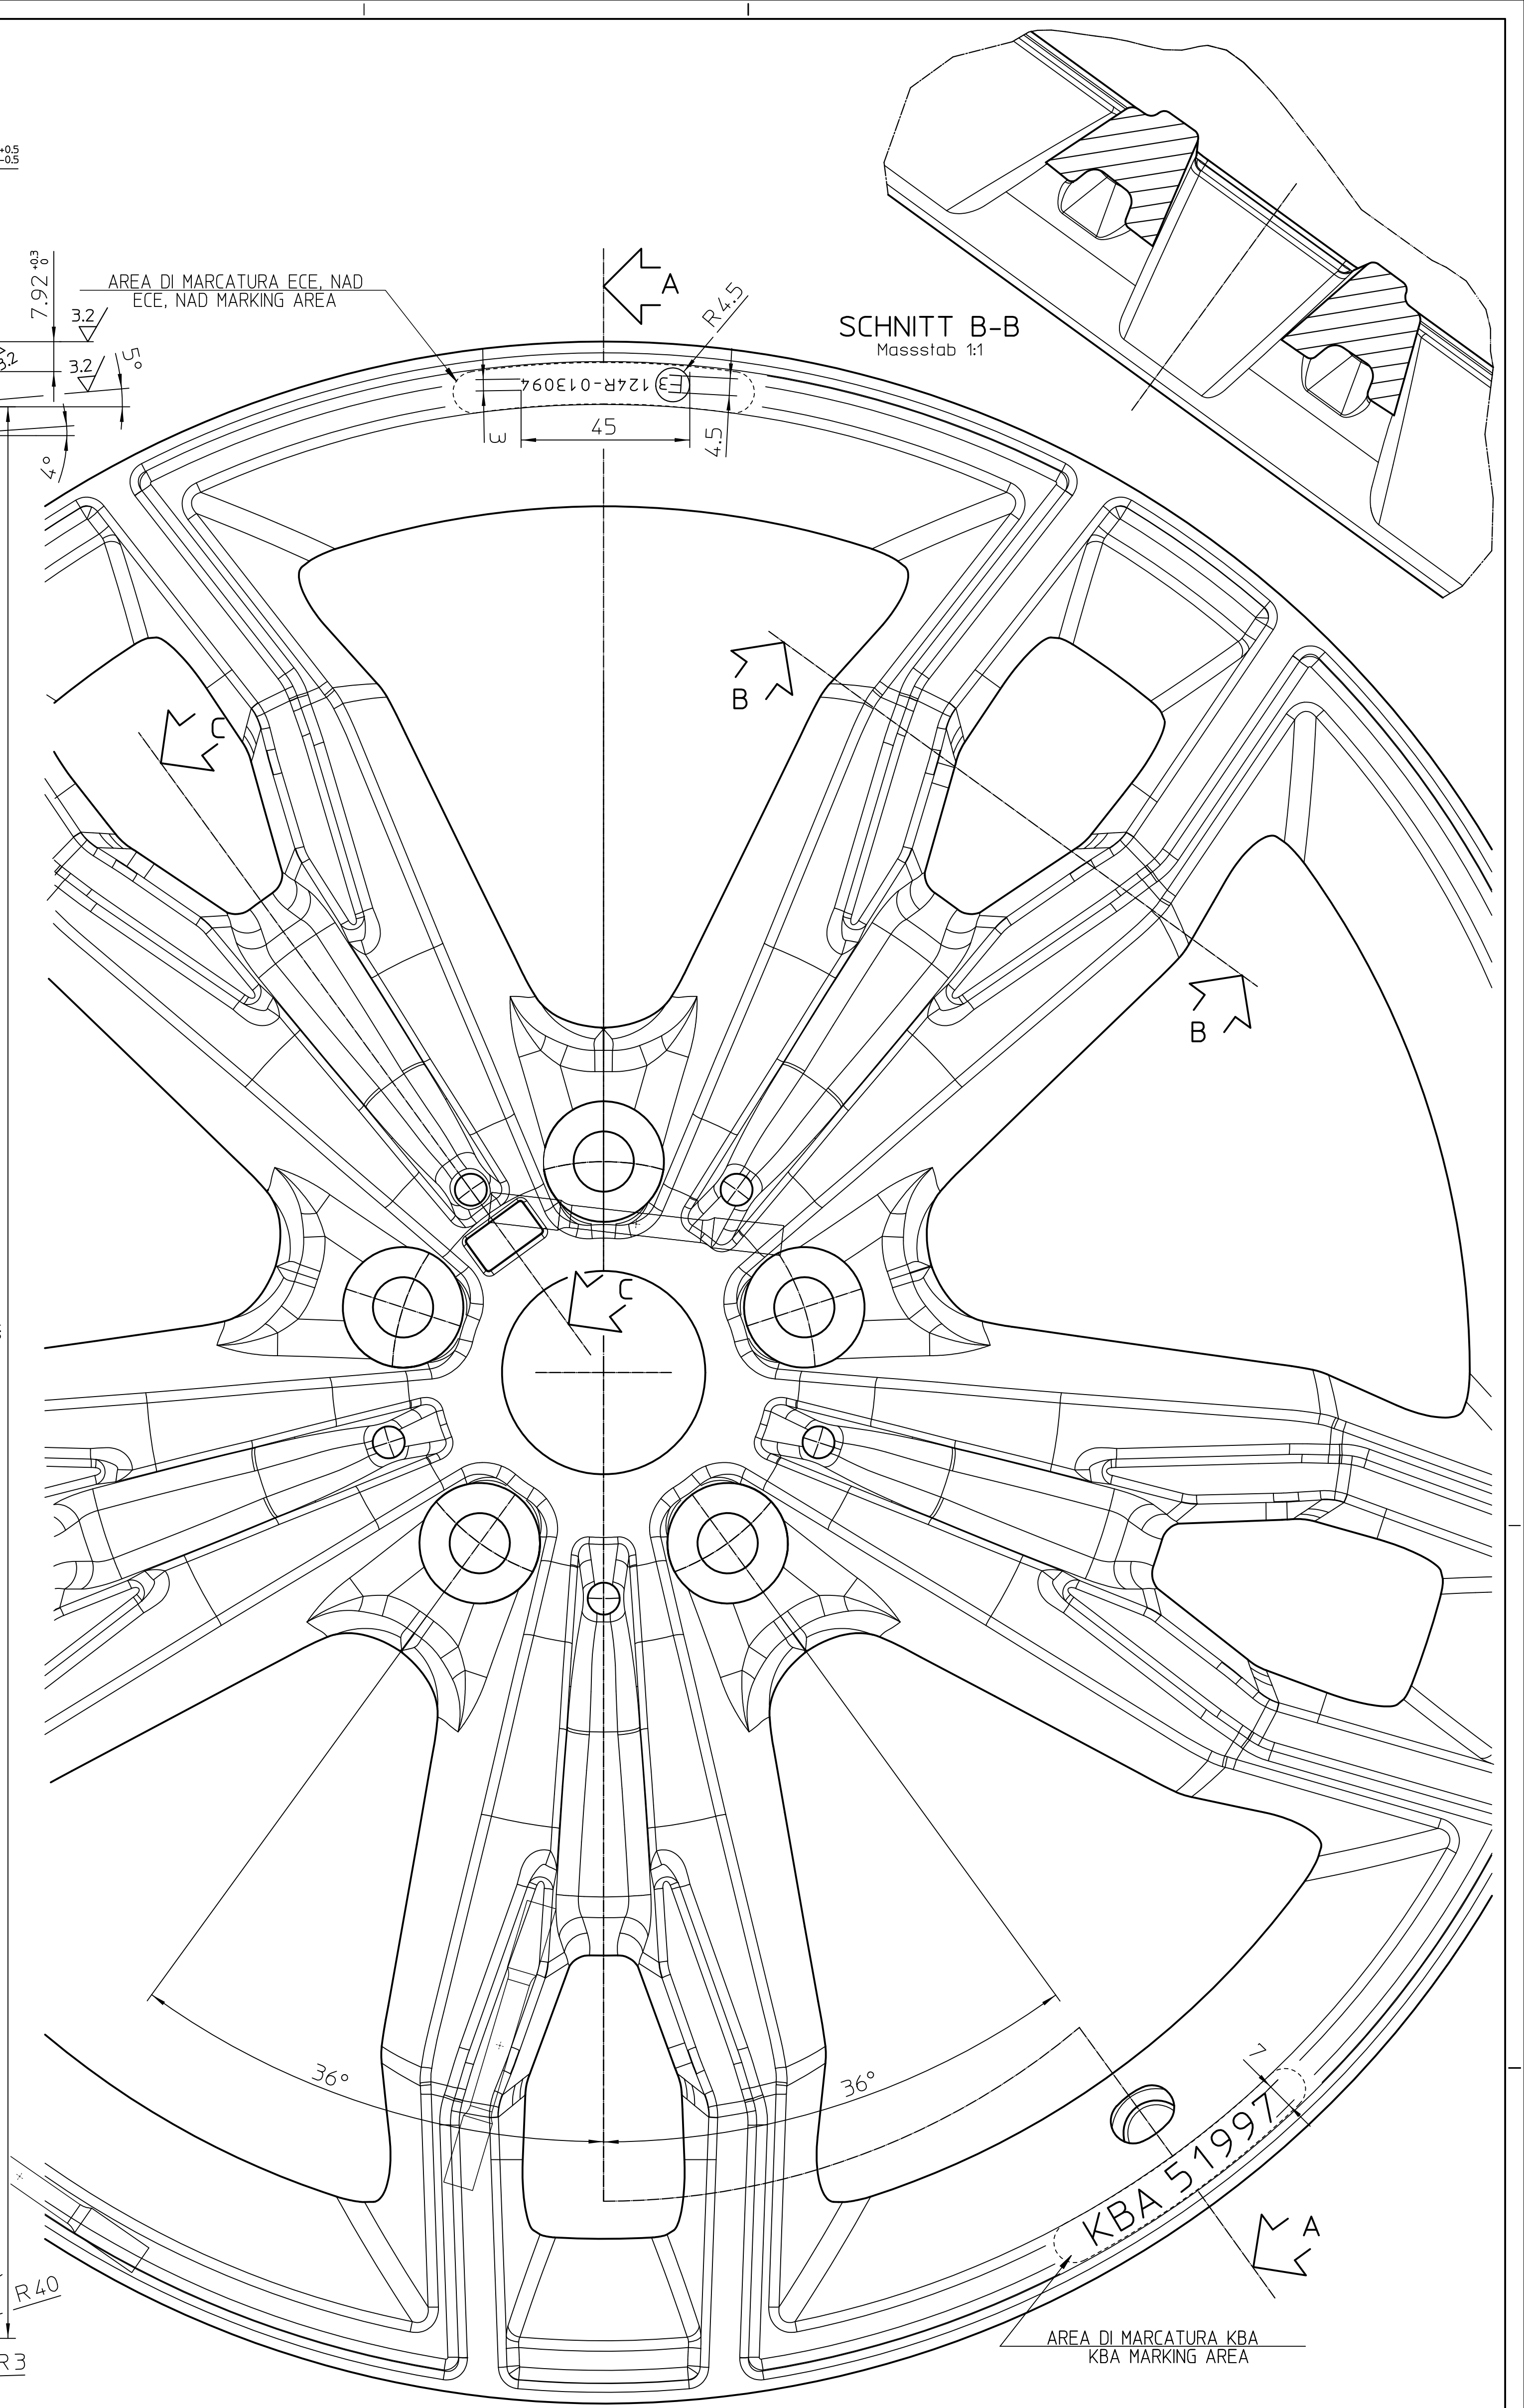 +0.5
-0.5
7.92 +0.3 0
AREA DI MARCATURA ECE, NAD
ECE, NAD MARKING AREA
A
R4.5
SCHNITT B-B
Massstab 1:1
3.2
3.2
3.2
5°
4°
E3 124R-013094
3
45
4.5
B
C
B
C
36°
36°
7
KBA 51997
A
R40
R3
AREA DI MARCATURA KBA
KBA MARKING AREA